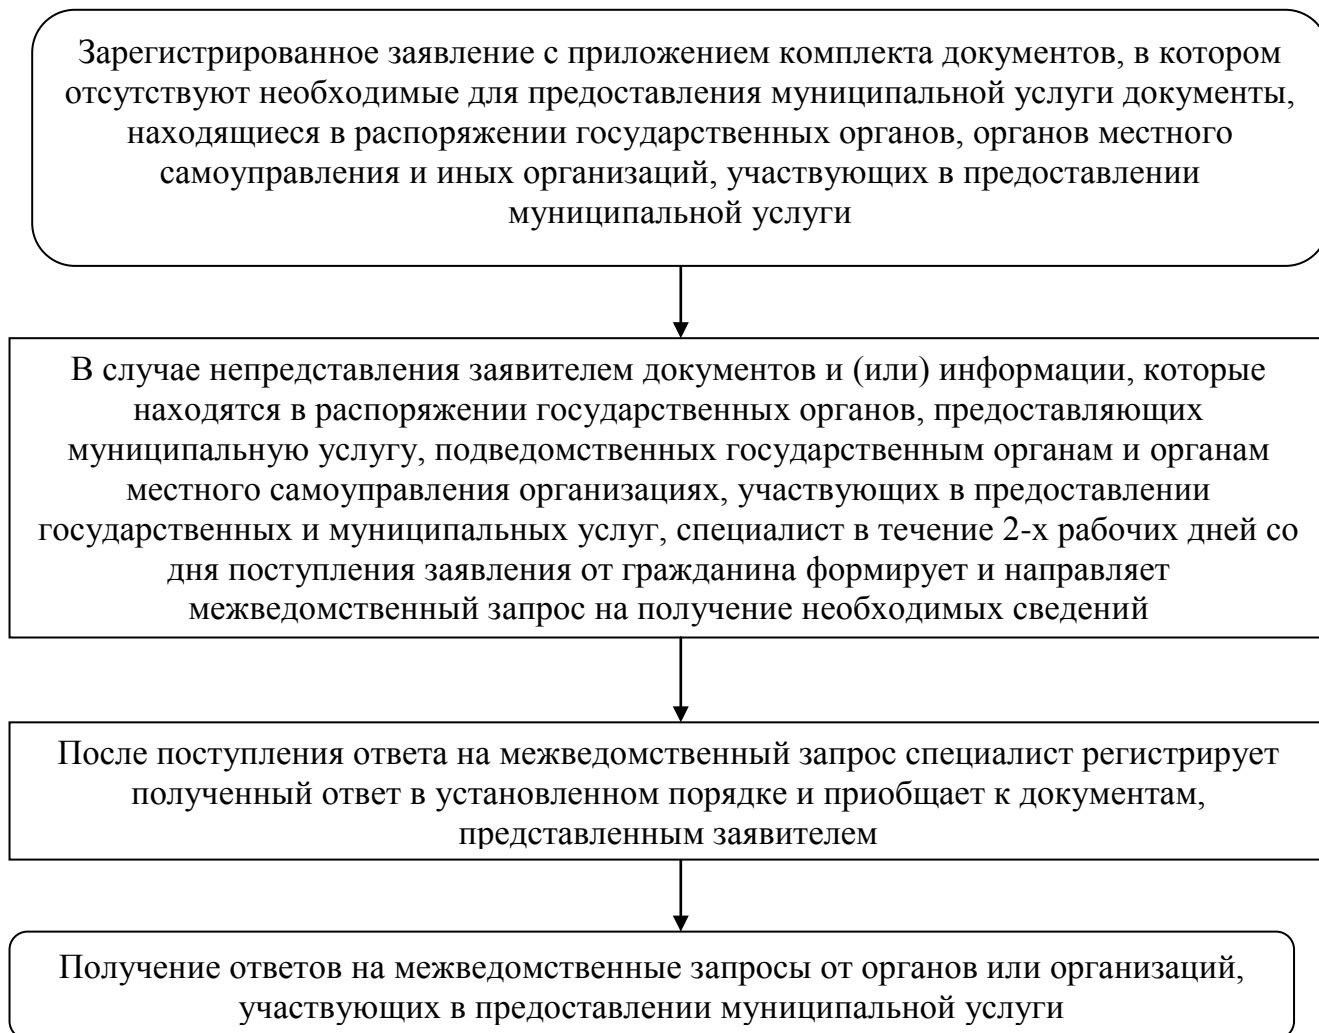 Зарегистрированное заявление с приложением комплекта документов, в котором
отсутствуют необходимые для предоставления муниципальной услуги документы,
находящиеся в распоряжении государственных органов, органов местного
самоуправления и иных организаций, участвующих в предоставлении
муниципальной услуги
В случае непредставления заявителем документов и (или) информации, которые
находятся в распоряжении государственных органов, предоставляющих
муниципальную услугу, подведомственных государственным органам и органам
местного самоуправления организациях, участвующих в предоставлении
государственных и муниципальных услуг, специалист в течение 2-х рабочих дней со
дня поступления заявления от гражданина формирует и направляет
межведомственный запрос на получение необходимых сведений
После поступления ответа на межведомственный запрос специалист регистрирует
полученный ответ в установленном порядке и приобщает к документам,
представленным заявителем
Получение ответов на межведомственные запросы от органов или организаций,
участвующих в предоставлении муниципальной услуги